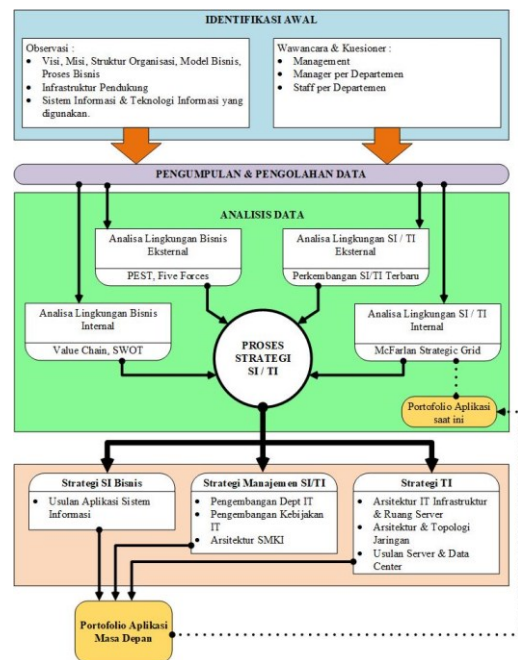 IDENTIFIKASI AWAL
Observasi :
• Visi, Misi, Struktur Organisasi, Model Bisnis,
Proses Bisnis
• Infrastruktur Pendukung
• Sistem Informasi & Teknologi Informasi yang
digunakan.
Wawancara & Kuesioner :
• Management
• Manager per Departemen
• Staff per Departemen
PENGUMPULAN & PENGOLAHAN DATA
ANALISIS DATA
Analisa Lingkungan Bisnis
Eksternal
PEST, Five Forces
Analisa Lingkungan SI / TI
Eksternal
Perkembangan SI/TI Terbaru
Analisa Lingkungan Bisnis
Internal
Value Chain, SWOT
PROSES
STRATEGI
SI / TI
Analisa Lingkungan SI / TI
Internal
McFarlan Strategic Grid
Portofolio Aplikasi
saat ini
Strategi SI Bisnis
• Usulan Aplikasi Sistem
Informasi
Strategi Manajemen SI/TI
• Pengembangan Dept IT
• Pengembangan Kebijakan
IT
• Arsitektur SMKI
Strategi TI
• Arsitektur IT Infrastruktur
& Ruang Server
• Arsitektur & Topologi
Jaringan
• Usulan Server & Data
Center
Portofolio Aplikasi
Masa Depan